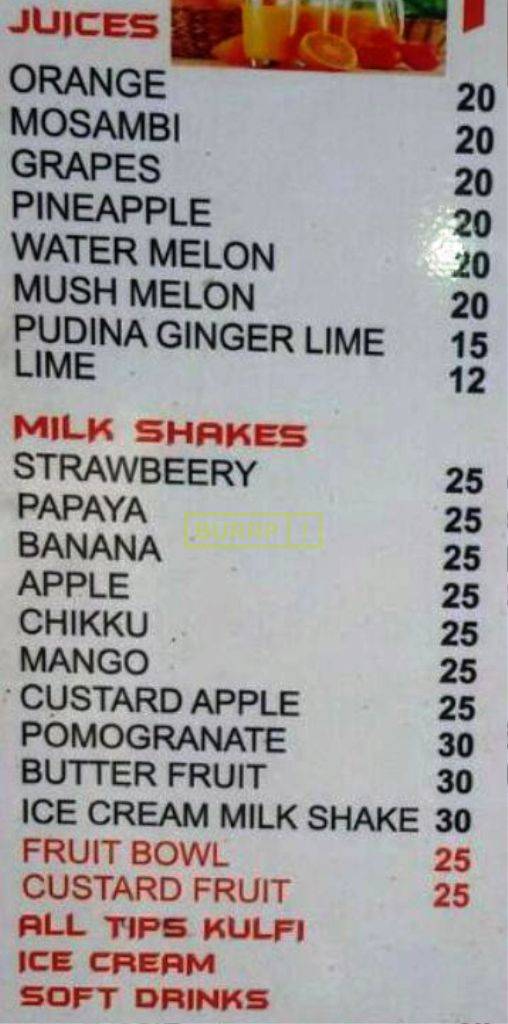 JUICES
ORANGE 20
MOSAMBI 20
GRAPES 20
PINEAPPLE 20
WATER MELON 20
MUSH MELON 20
PUDINA GINGER LIME 15
LIME 12
MILK SHAKES
STRAWBEERY 25
PAPAYA 25
BURRP!
BANANA 25
APPLE 25
CHIKKU 25
MANGO 25
CUSTARD APPLE 25
POMOGRANATE 30
BUTTER FRUIT 30
ICE CREAM MILK SHAKE 30
FRUIT BOWL 25
CUSTARD FRUIT 25
ALL TIPS KULFI
ICE CREAM
SOFT DRINKS